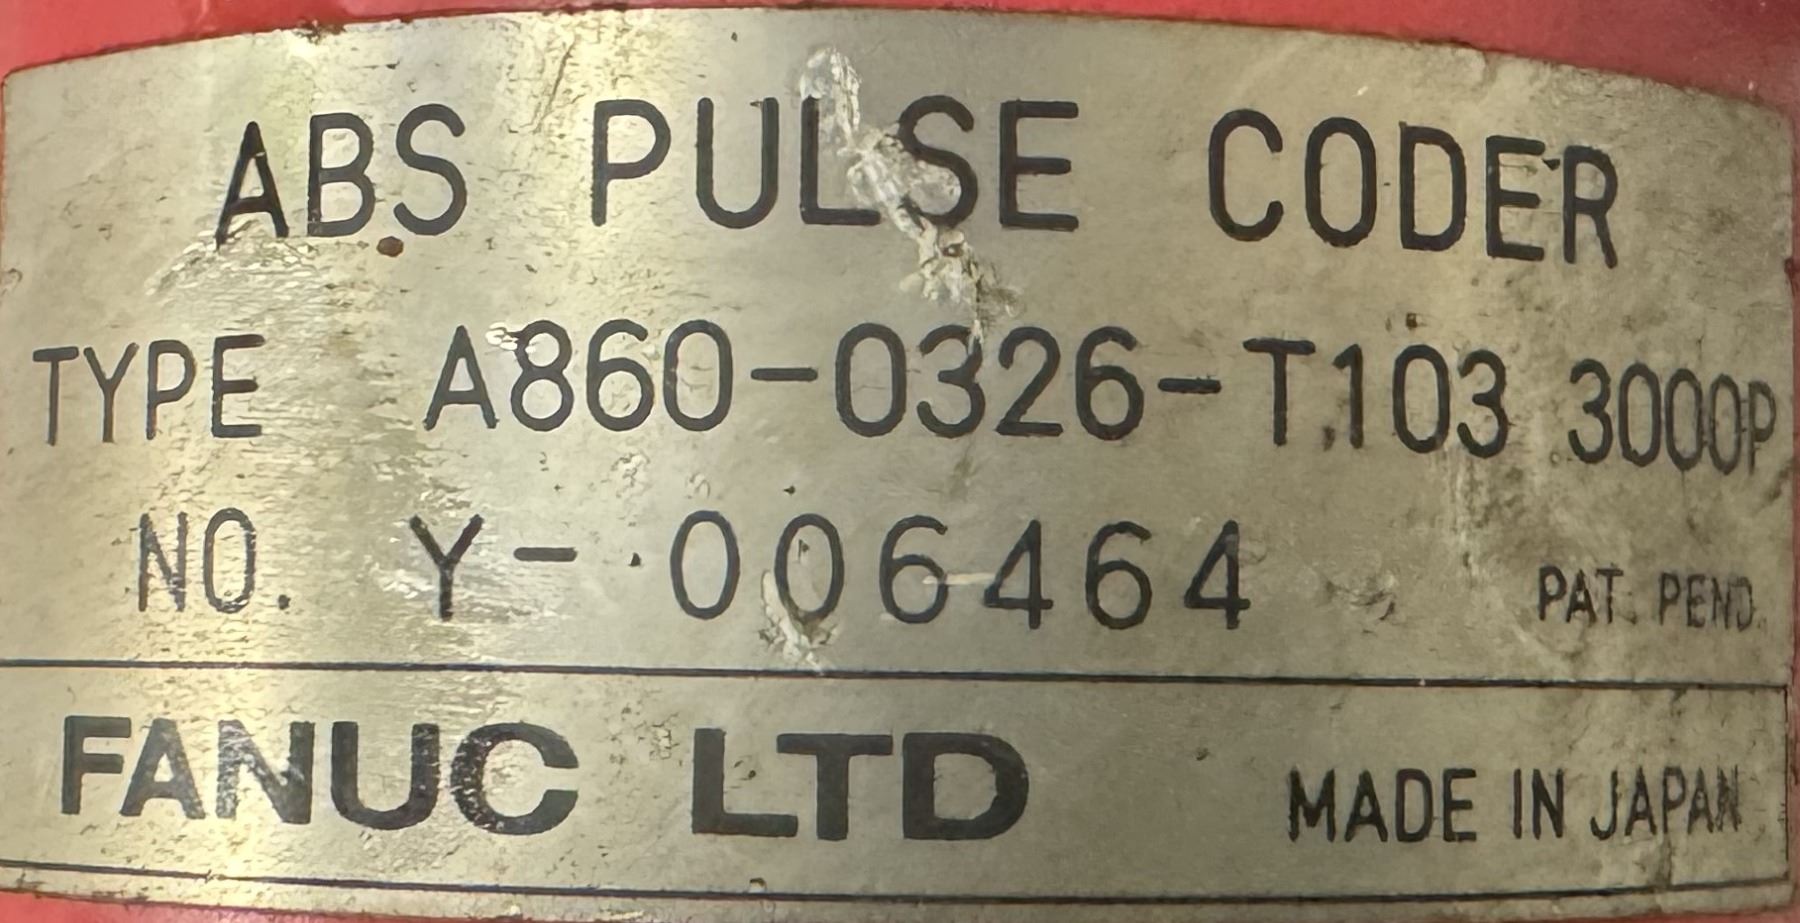 ABS PULSE CODER
TYPE A860-0326-T103 3000P
NO. Y-006464 PAT. PEND.
FANUC LTD MADE IN JAPAN